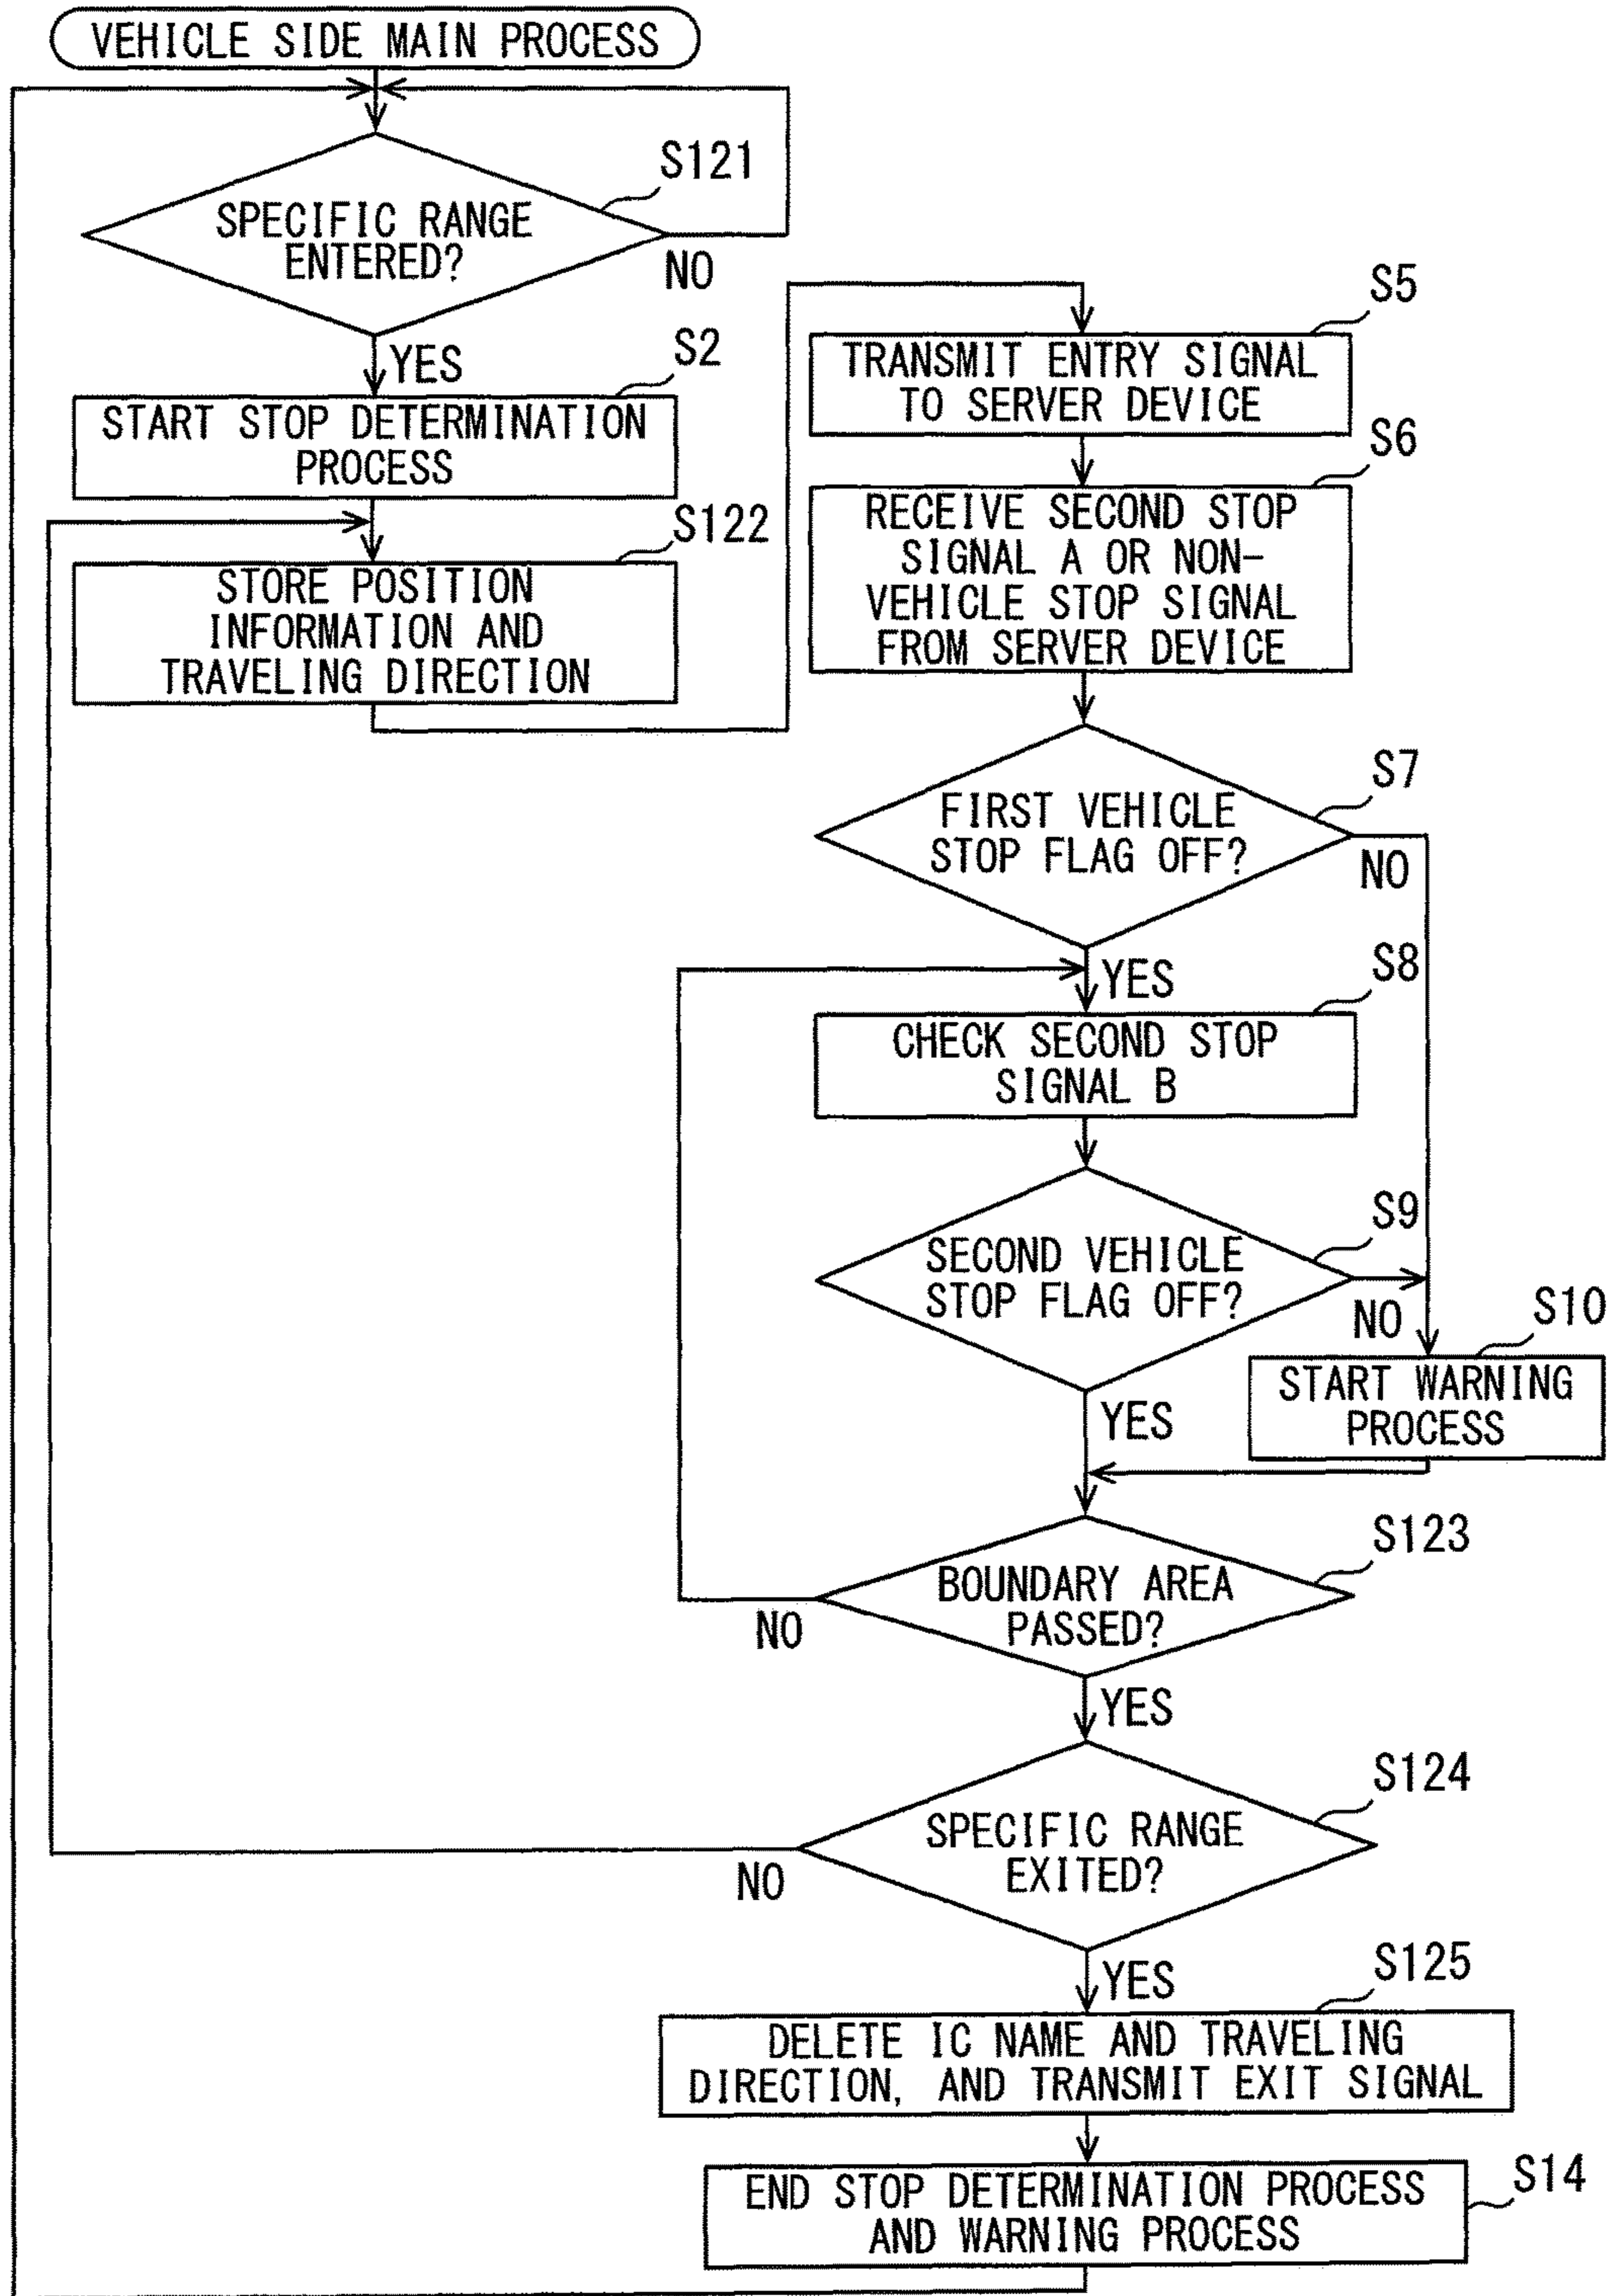 VEHICLE SIDE MAIN PROCESS
S121
SPECIFIC RANGE
ENTERED?
NO
YES
S2
START STOP DETERMINATION
PROCESS
S122
STORE POSITION
INFORMATION AND
TRAVELING DIRECTION
S5
TRANSMIT ENTRY SIGNAL
TO SERVER DEVICE
S6
RECEIVE SECOND STOP
SIGNAL A OR NON-
VEHICLE STOP SIGNAL
FROM SERVER DEVICE
S7
FIRST VEHICLE
STOP FLAG OFF?
NO
YES
S8
CHECK SECOND STOP
SIGNAL B
S9
SECOND VEHICLE
STOP FLAG OFF?
NO
YES
S10
START WARNING
PROCESS
S123
BOUNDARY AREA
PASSED?
NO
YES
S124
SPECIFIC RANGE
EXITED?
NO
YES
S125
DELETE IC NAME AND TRAVELING
DIRECTION, AND TRANSMIT EXIT SIGNAL
S14
END STOP DETERMINATION PROCESS
AND WARNING PROCESS